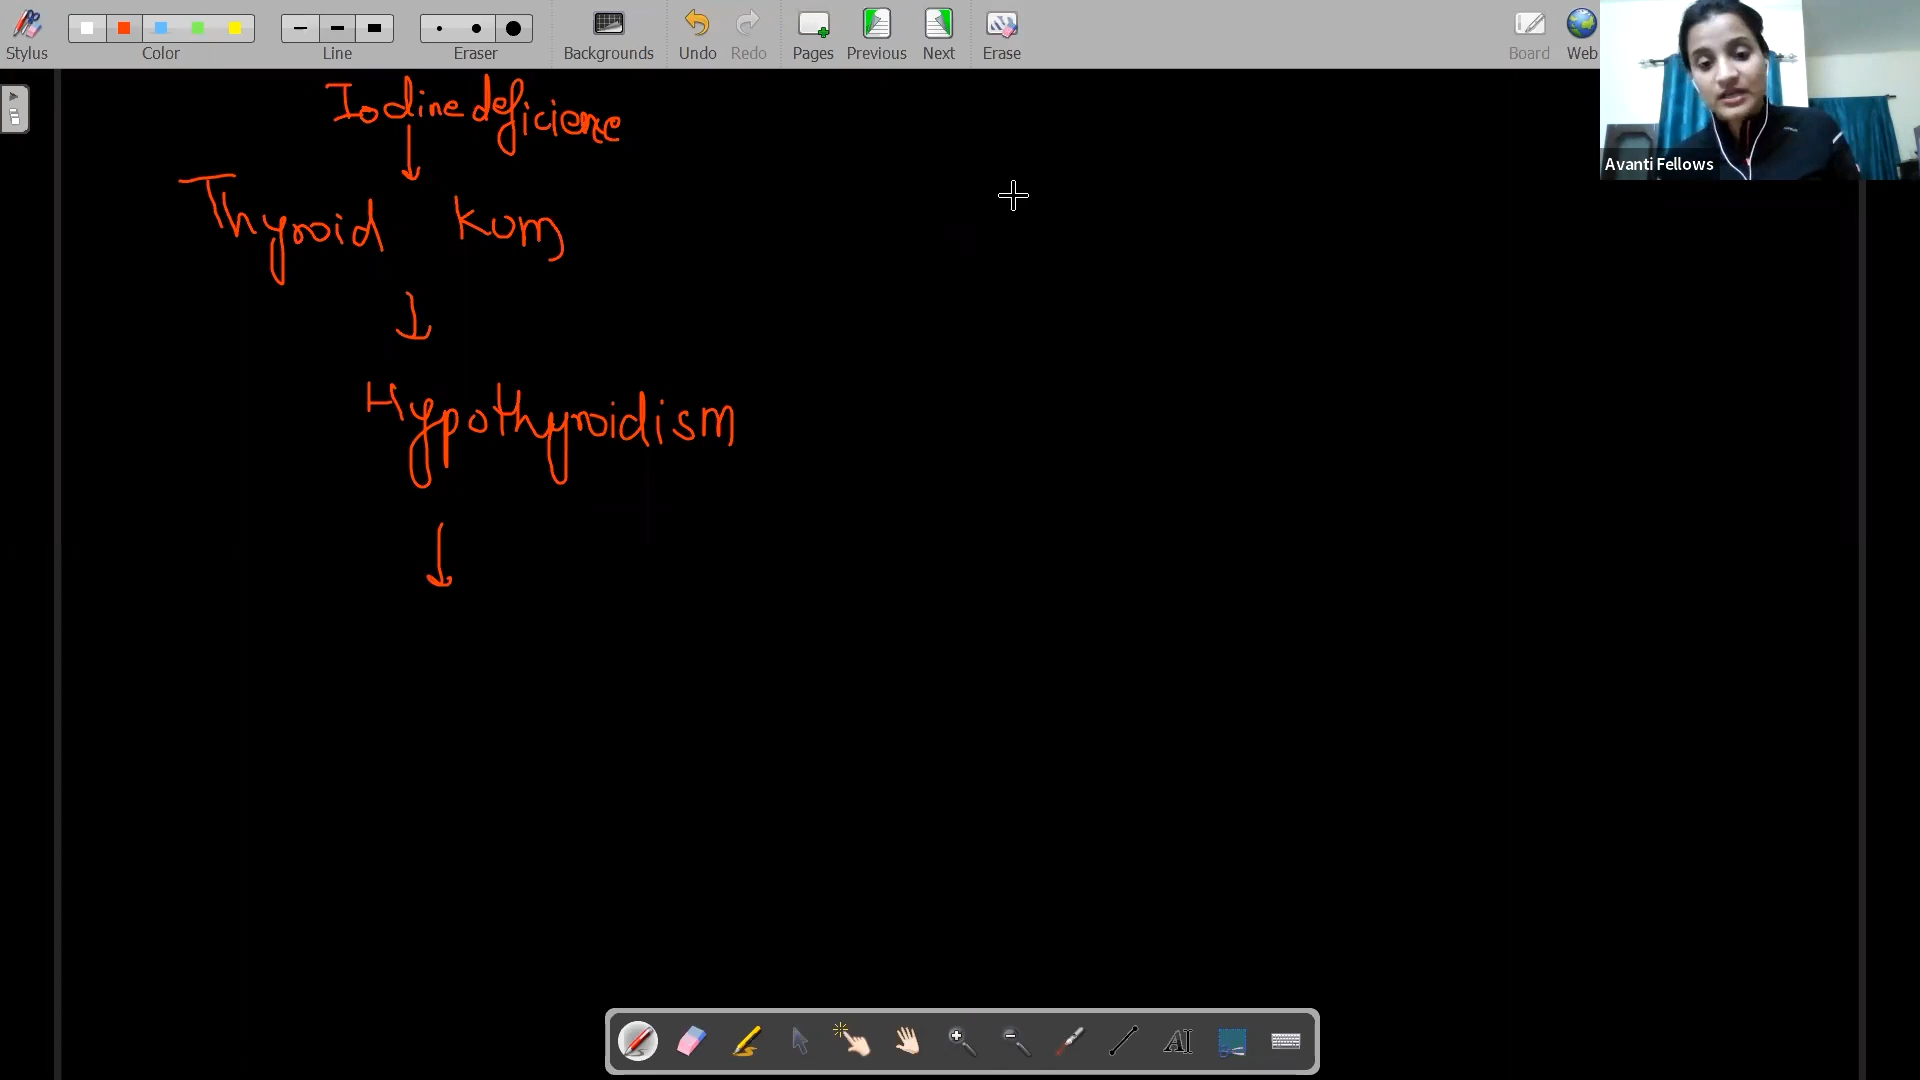 Stylus Color Line Eraser Backgrounds Undo Redo Pages Previous Next Erase Board Web
Avanti Fellows
Iodine deficience
Thyroid kum
Hypothyroidism